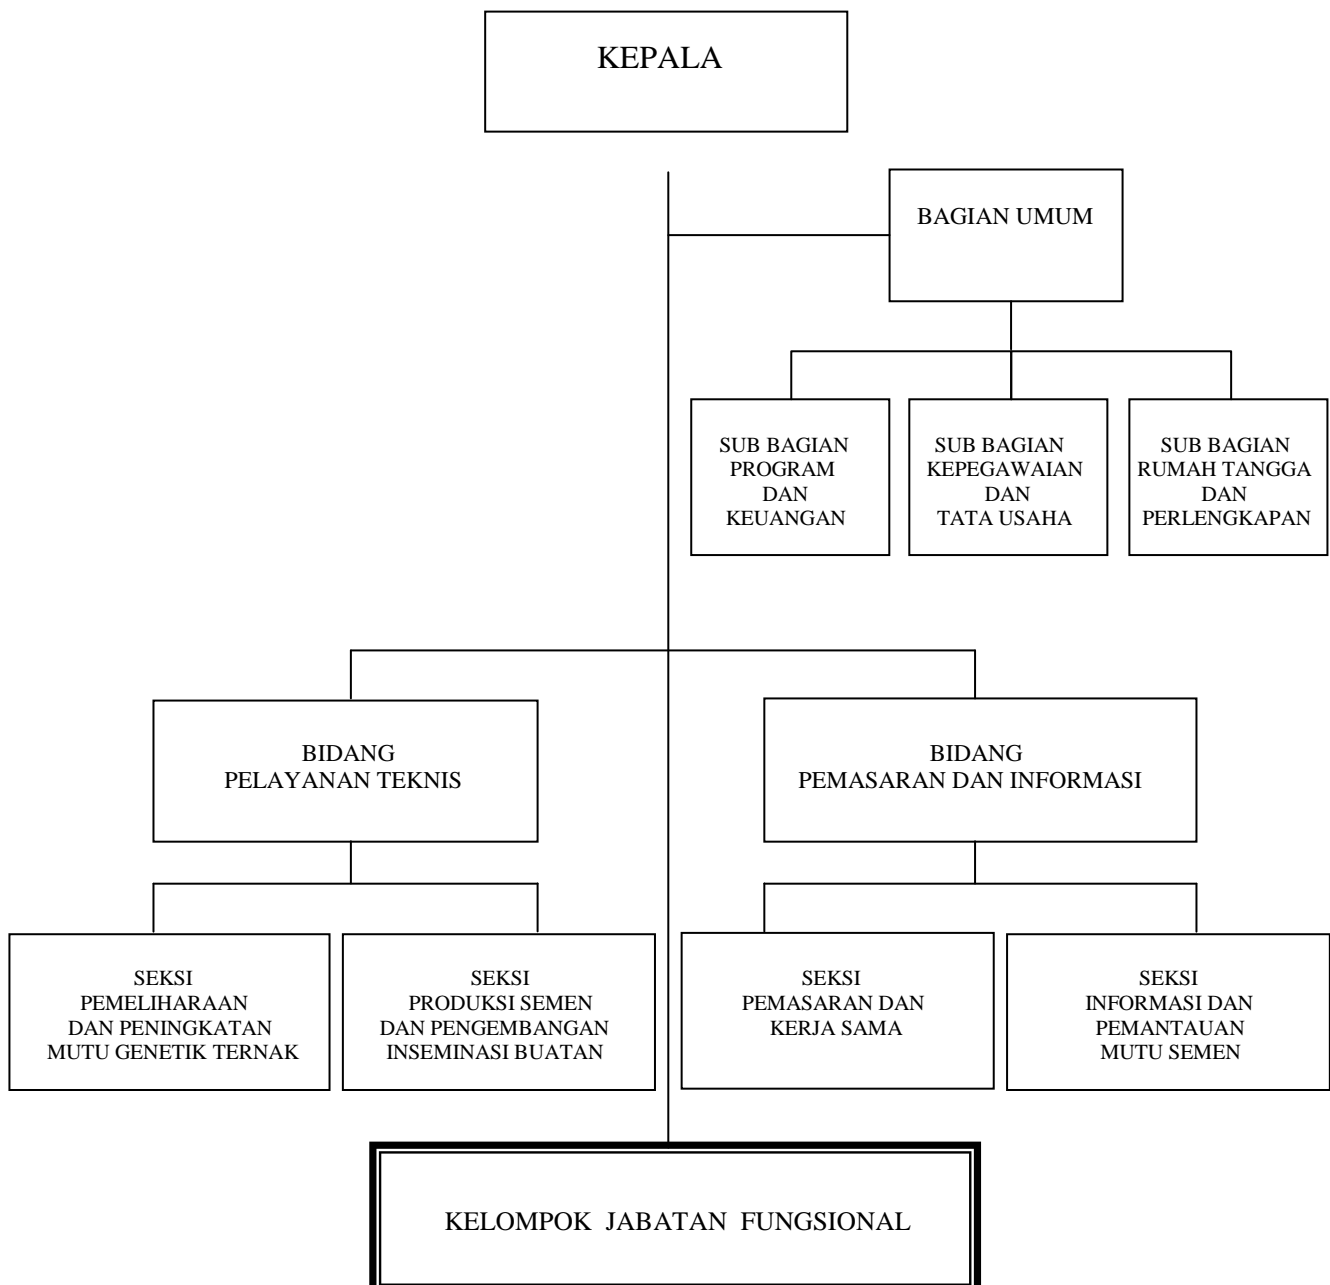 KEPALA
BAGIAN UMUM
SUB BAGIAN
PROGRAM
DAN
KEUANGAN
SUB BAGIAN
KEPEGAWAIAN
DAN
TATA USAHA
SUB BAGIAN
RUMAH TANGGA
DAN
PERLENGKAPAN
BIDANG
PELAYANAN TEKNIS
BIDANG
PEMASARAN DAN INFORMASI
SEKSI
PEMELIHARAAN
DAN PENINGKATAN
MUTU GENETIK TERNAK
SEKSI
PRODUKSI SEMEN
DAN PENGEMBANGAN
INSEMINASI BUATAN
SEKSI
PEMASARAN DAN
KERJA SAMA
SEKSI
INFORMASI DAN
PEMANTAUAN
MUTU SEMEN
KELOMPOK JABATAN FUNGSIONAL